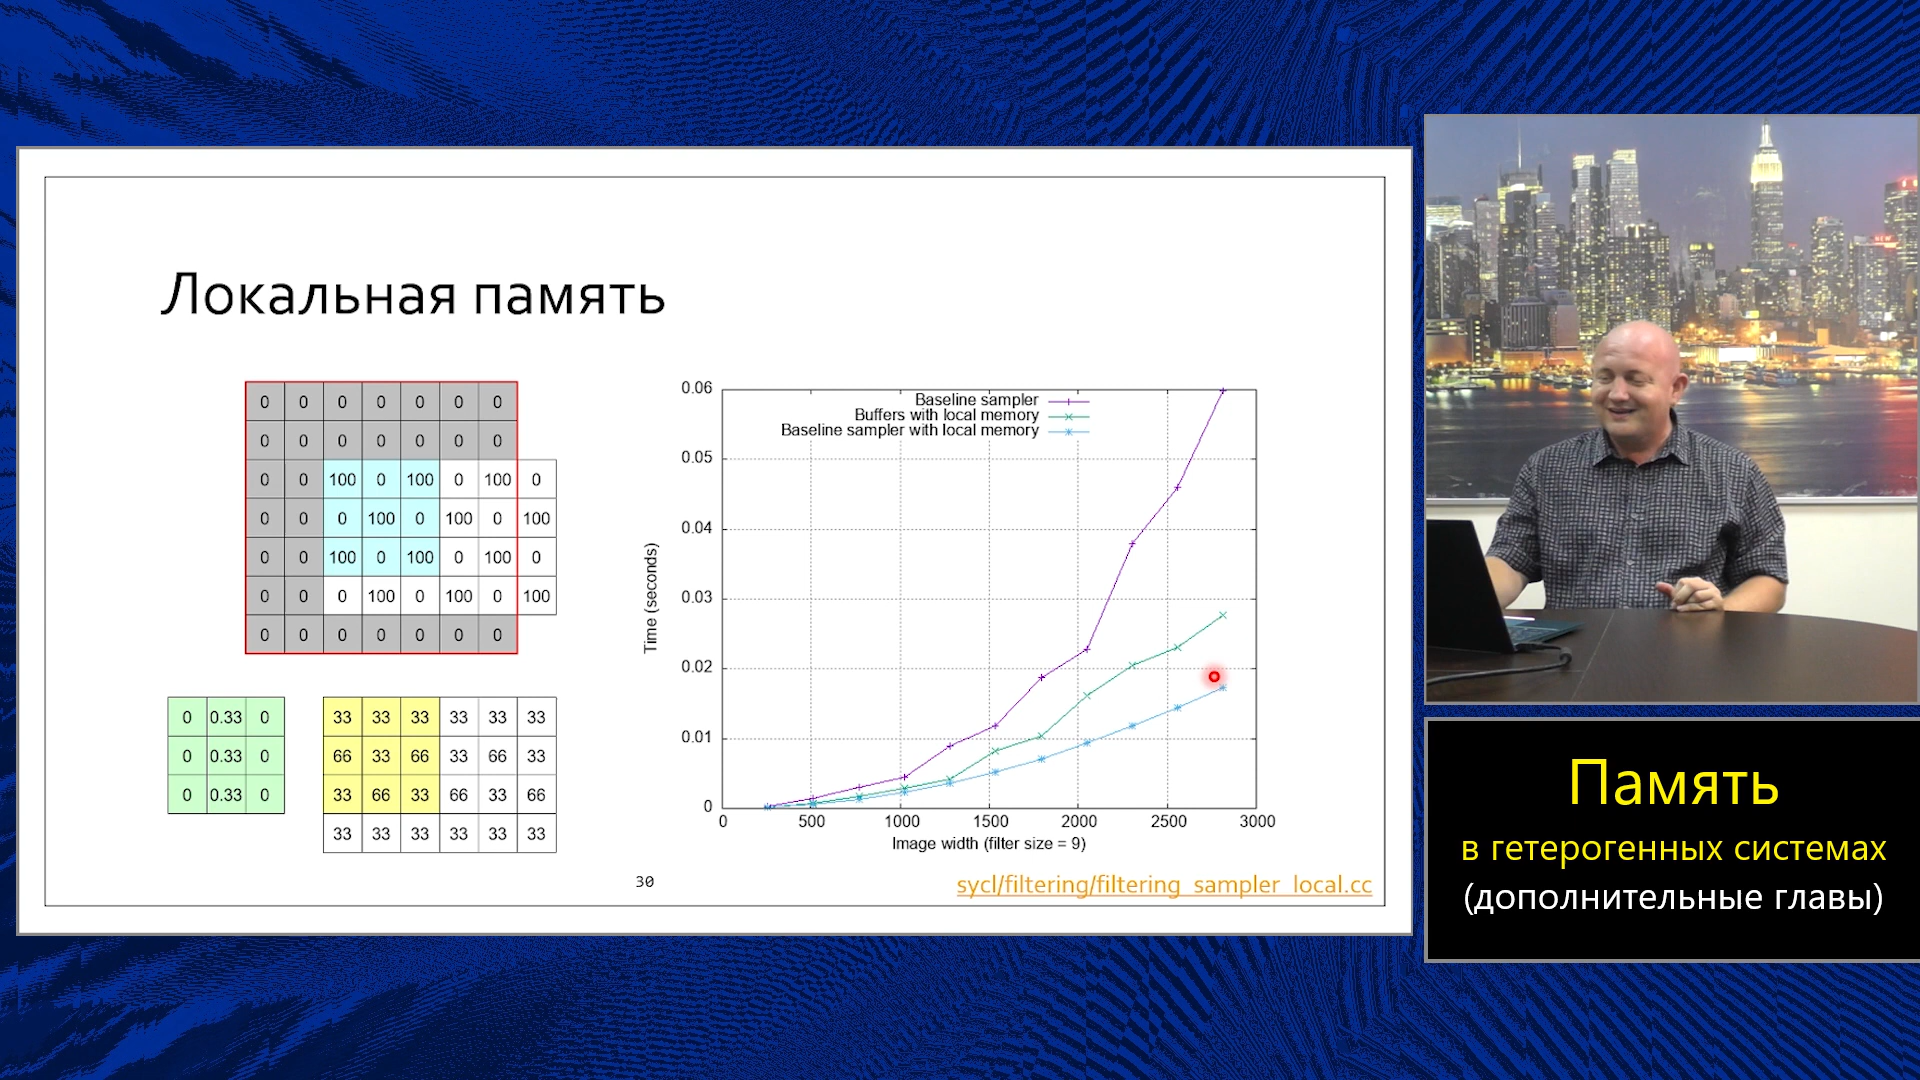 Локальная память
0 0 0 0 0 0 0
0 0 0 0 0 0 0
0 0 100 0 100 0 100 0
0 0 0 100 0 100 0 100
0 0 100 0 100 0 100 0
0 0 0 100 0 100 0 100
0 0 0 0 0 0 0
0 0.33 0
0 0.33 0
0 0.33 0
33 33 33 33 33 33
66 33 66 33 66 33
33 66 33 66 33 66
33 33 33 33 33 33
Baseline sampler
Buffers with local memory
Baseline sampler with local memory
0.06
0.05
0.04
0.03
0.02
0.01
0
Time (seconds)
0 500 1000 1500 2000 2500 3000
Image width (filter size = 9)
30
sycl/filtering/filtering_sampler_local.cc
Память
в гетерогенных системах
(дополнительные главы)